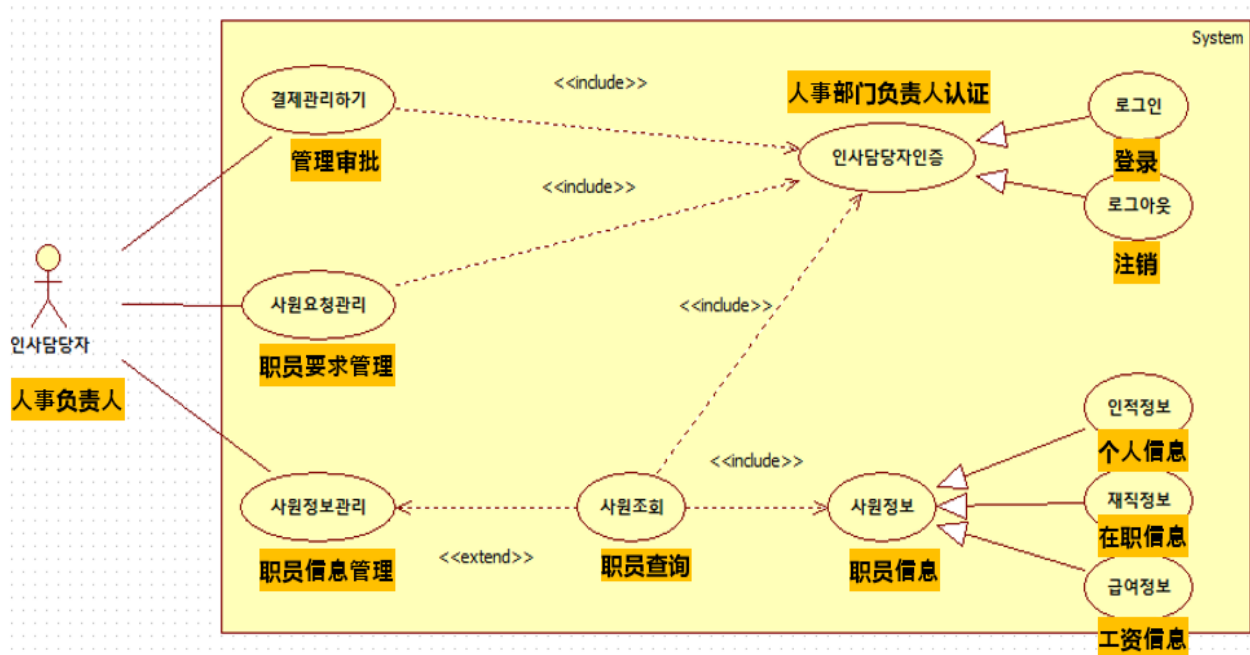 System
결제관리하기
管理审批
<<include>>
人事部门负责人认证
인사담당자인증
로그인
登录
로그아웃
注销
<<include>>
사원요청관리
职员要求管理
<<include>>
인사담당자
人事负责人
사원정보관리
职员信息管理
<<extend>>
사원조회
职员查询
<<include>>
사원정보
职员信息
인적정보
个人信息
재직정보
在职信息
급여정보
工资信息